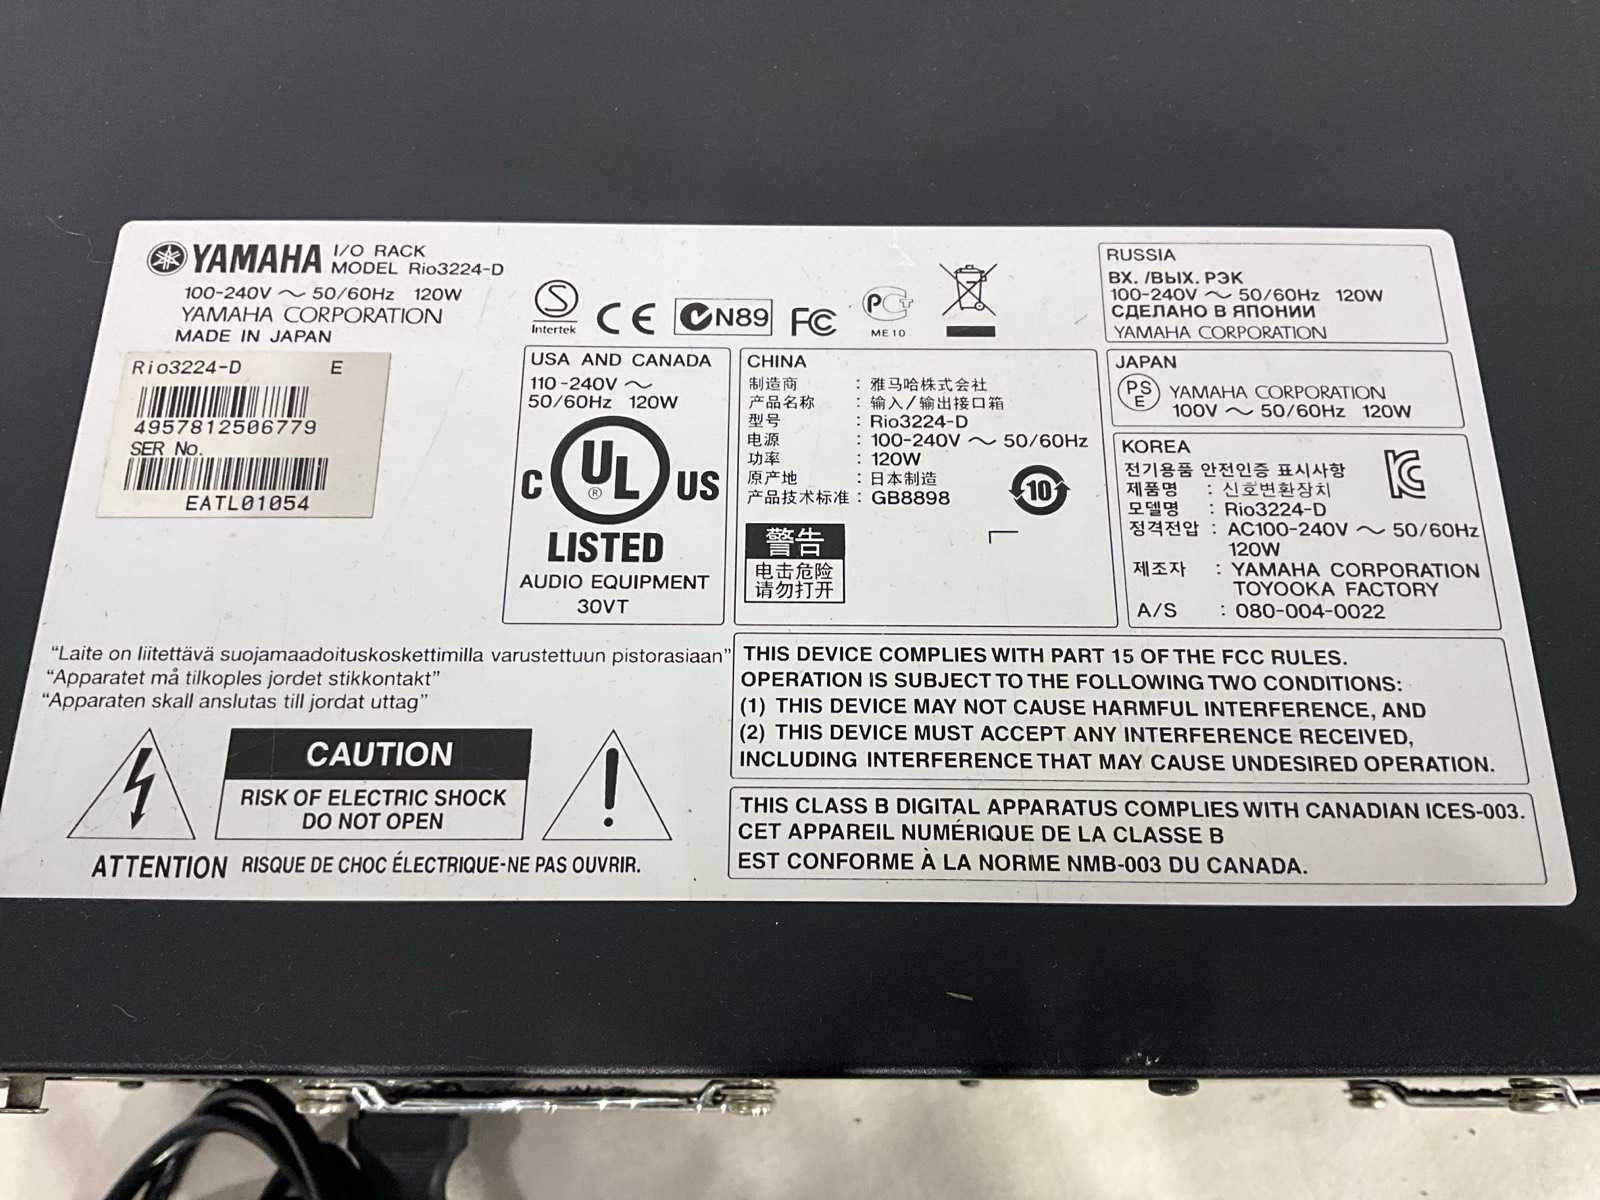 YAMAHA I/O RACK
MODEL Rio3224-D
100-240V ～ 50/60Hz 120W
YAMAHA CORPORATION
MADE IN JAPAN
Rio3224-D E
4957812506779
SER No.
EATL01054
S
Intertek
CE
N89
FC
PCT
ME10
USA AND CANADA
110-240V ～
50/60Hz 120W
C UL US
®
LISTED
AUDIO EQUIPMENT
30VT
CHINA
制造商 : 雅马哈株式会社
产品名称 : 输入/输出接口箱
型号 : Rio3224-D
电源 : 100-240V ～ 50/60Hz
功率 : 120W
原产地 : 日本制造
产品技术标准 : GB8898
10
警告
电击危险
请勿打开
RUSSIA
ВХ. /ВЫХ. РЭК
100-240V ～ 50/60Hz 120W
СДЕЛАНО В ЯПОНИИ
YAMAHA CORPORATION
JAPAN
PSE YAMAHA CORPORATION
100V ～ 50/60Hz 120W
KOREA
전기용품 안전인증 표시사항
제품명 : 신호변환장치
모델명 : Rio3224-D
정격전압 : AC100-240V ～ 50/60Hz
120W
제조자 : YAMAHA CORPORATION
TOYOOKA FACTORY
A/S : 080-004-0022
"Laite on liitettävä suojamaadoituskoskettimilla varustettuun pistorasiaan"
"Apparatet må tilkoples jordet stikkontakt"
"Apparaten skall anslutas till jordat uttag"
CAUTION
RISK OF ELECTRIC SHOCK
DO NOT OPEN
!
ATTENTION RISQUE DE CHOC ÉLECTRIQUE-NE PAS OUVRIR.
THIS DEVICE COMPLIES WITH PART 15 OF THE FCC RULES.
OPERATION IS SUBJECT TO THE FOLLOWING TWO CONDITIONS:
(1) THIS DEVICE MAY NOT CAUSE HARMFUL INTERFERENCE, AND
(2) THIS DEVICE MUST ACCEPT ANY INTERFERENCE RECEIVED,
INCLUDING INTERFERENCE THAT MAY CAUSE UNDESIRED OPERATION.
THIS CLASS B DIGITAL APPARATUS COMPLIES WITH CANADIAN ICES-003.
CET APPAREIL NUMÉRIQUE DE LA CLASSE B
EST CONFORME À LA NORME NMB-003 DU CANADA.